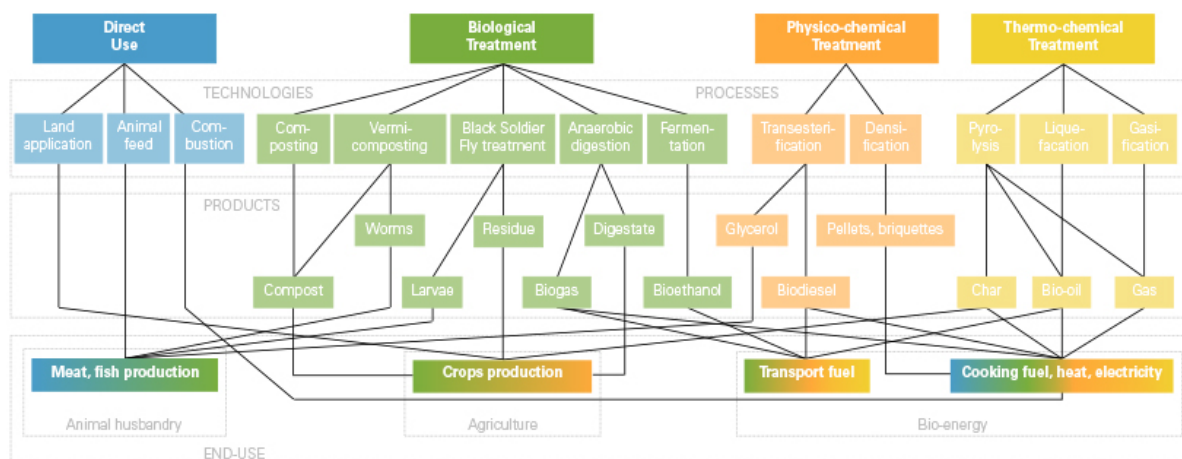 Direct
Use
Biological
Treatment
Physico-chemical
Treatment
Thermo-chemical
Treatment
TECHNOLOGIES
PROCESSES
Land
application
Animal
feed
Com-
bustion
Com-
posting
Vermi-
composting
Black Soldier
Fly treatment
Anaerobic
digestion
Fermen-
tation
Transesteri-
fication
Densi-
fication
Pyro-
lysis
Lique-
facation
Gasi-
fication
PRODUCTS
Worms
Residue
Digestate
Glycerol
Pellets, briquettes
Compost
Larvae
Biogas
Bioethanol
Biodiesel
Char
Bio-oil
Gas
Meat, fish production
Crops production
Transport fuel
Cooking fuel, heat, electricity
Animal husbandry
Agriculture
Bio-energy
END-USE